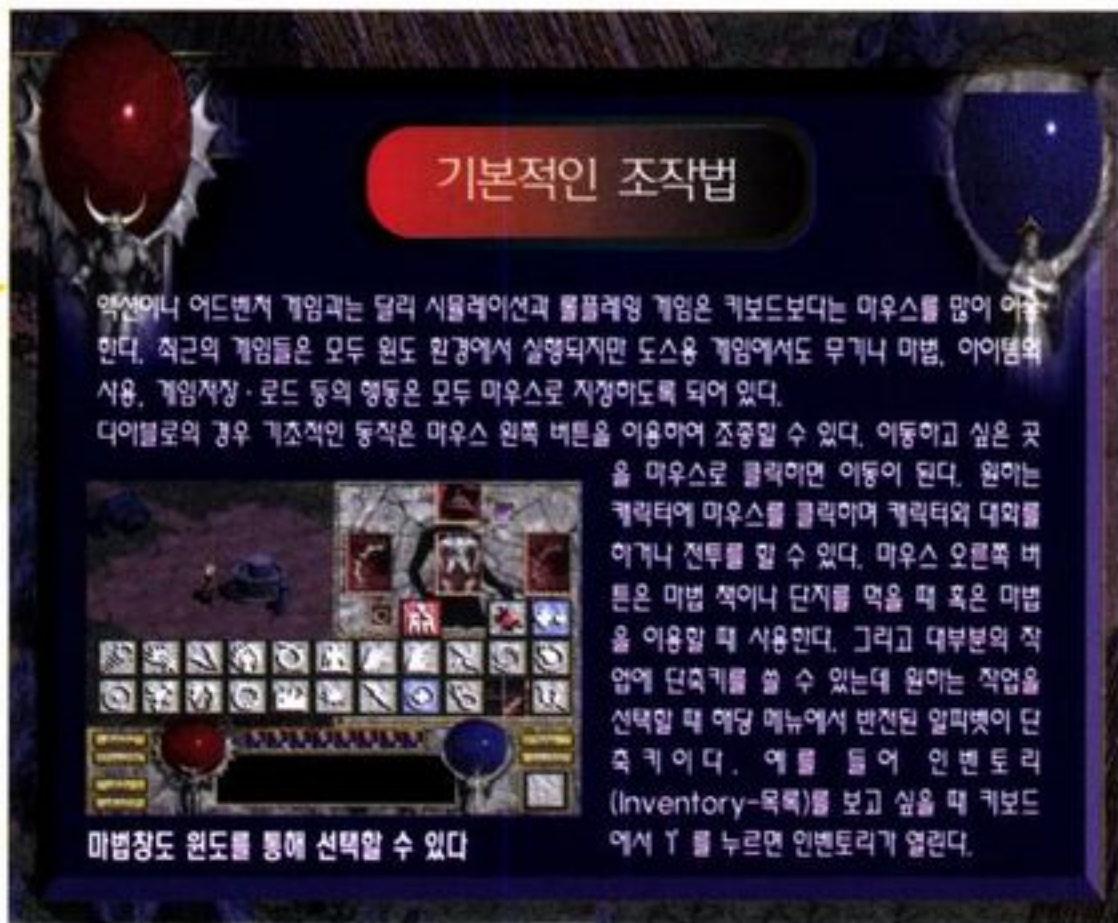 기본적인 조작법
액션이나 어드벤처 게임과는 달리 시뮬레이션과 롤플레잉 게임은 키보드보다는 마우스를 많이 이용
한다. 최근의 게임들은 모두 윈도 환경에서 실행되지만 도스용 게임에서도 무기나 마법, 아이템의
사용, 게임저장·로드 등의 행동은 모두 마우스로 지정하도록 되어 있다.
디아블로의 경우 기초적인 동작은 마우스 왼쪽 버튼을 이용하여 조종할 수 있다. 이동하고 싶은 곳
을 마우스로 클릭하면 이동이 된다. 원하는
캐릭터에 마우스를 클릭하며 캐릭터와 대화를
하거나 전투를 할 수 있다. 마우스 오른쪽 버
튼은 마법 책이나 단지를 먹을 때 혹은 마법
을 이용할 때 사용한다. 그리고 대부분의 작
업에 단축키를 쓸 수 있는데 원하는 작업을
선택할 때 해당 메뉴에서 반전된 알파벳이 단
축키이다. 예를 들어 인벤토리
(Inventory-목록)를 보고 싶을 때 키보드
에서 'I' 를 누르면 인벤토리가 열린다.
마법창도 윈도를 통해 선택할 수 있다